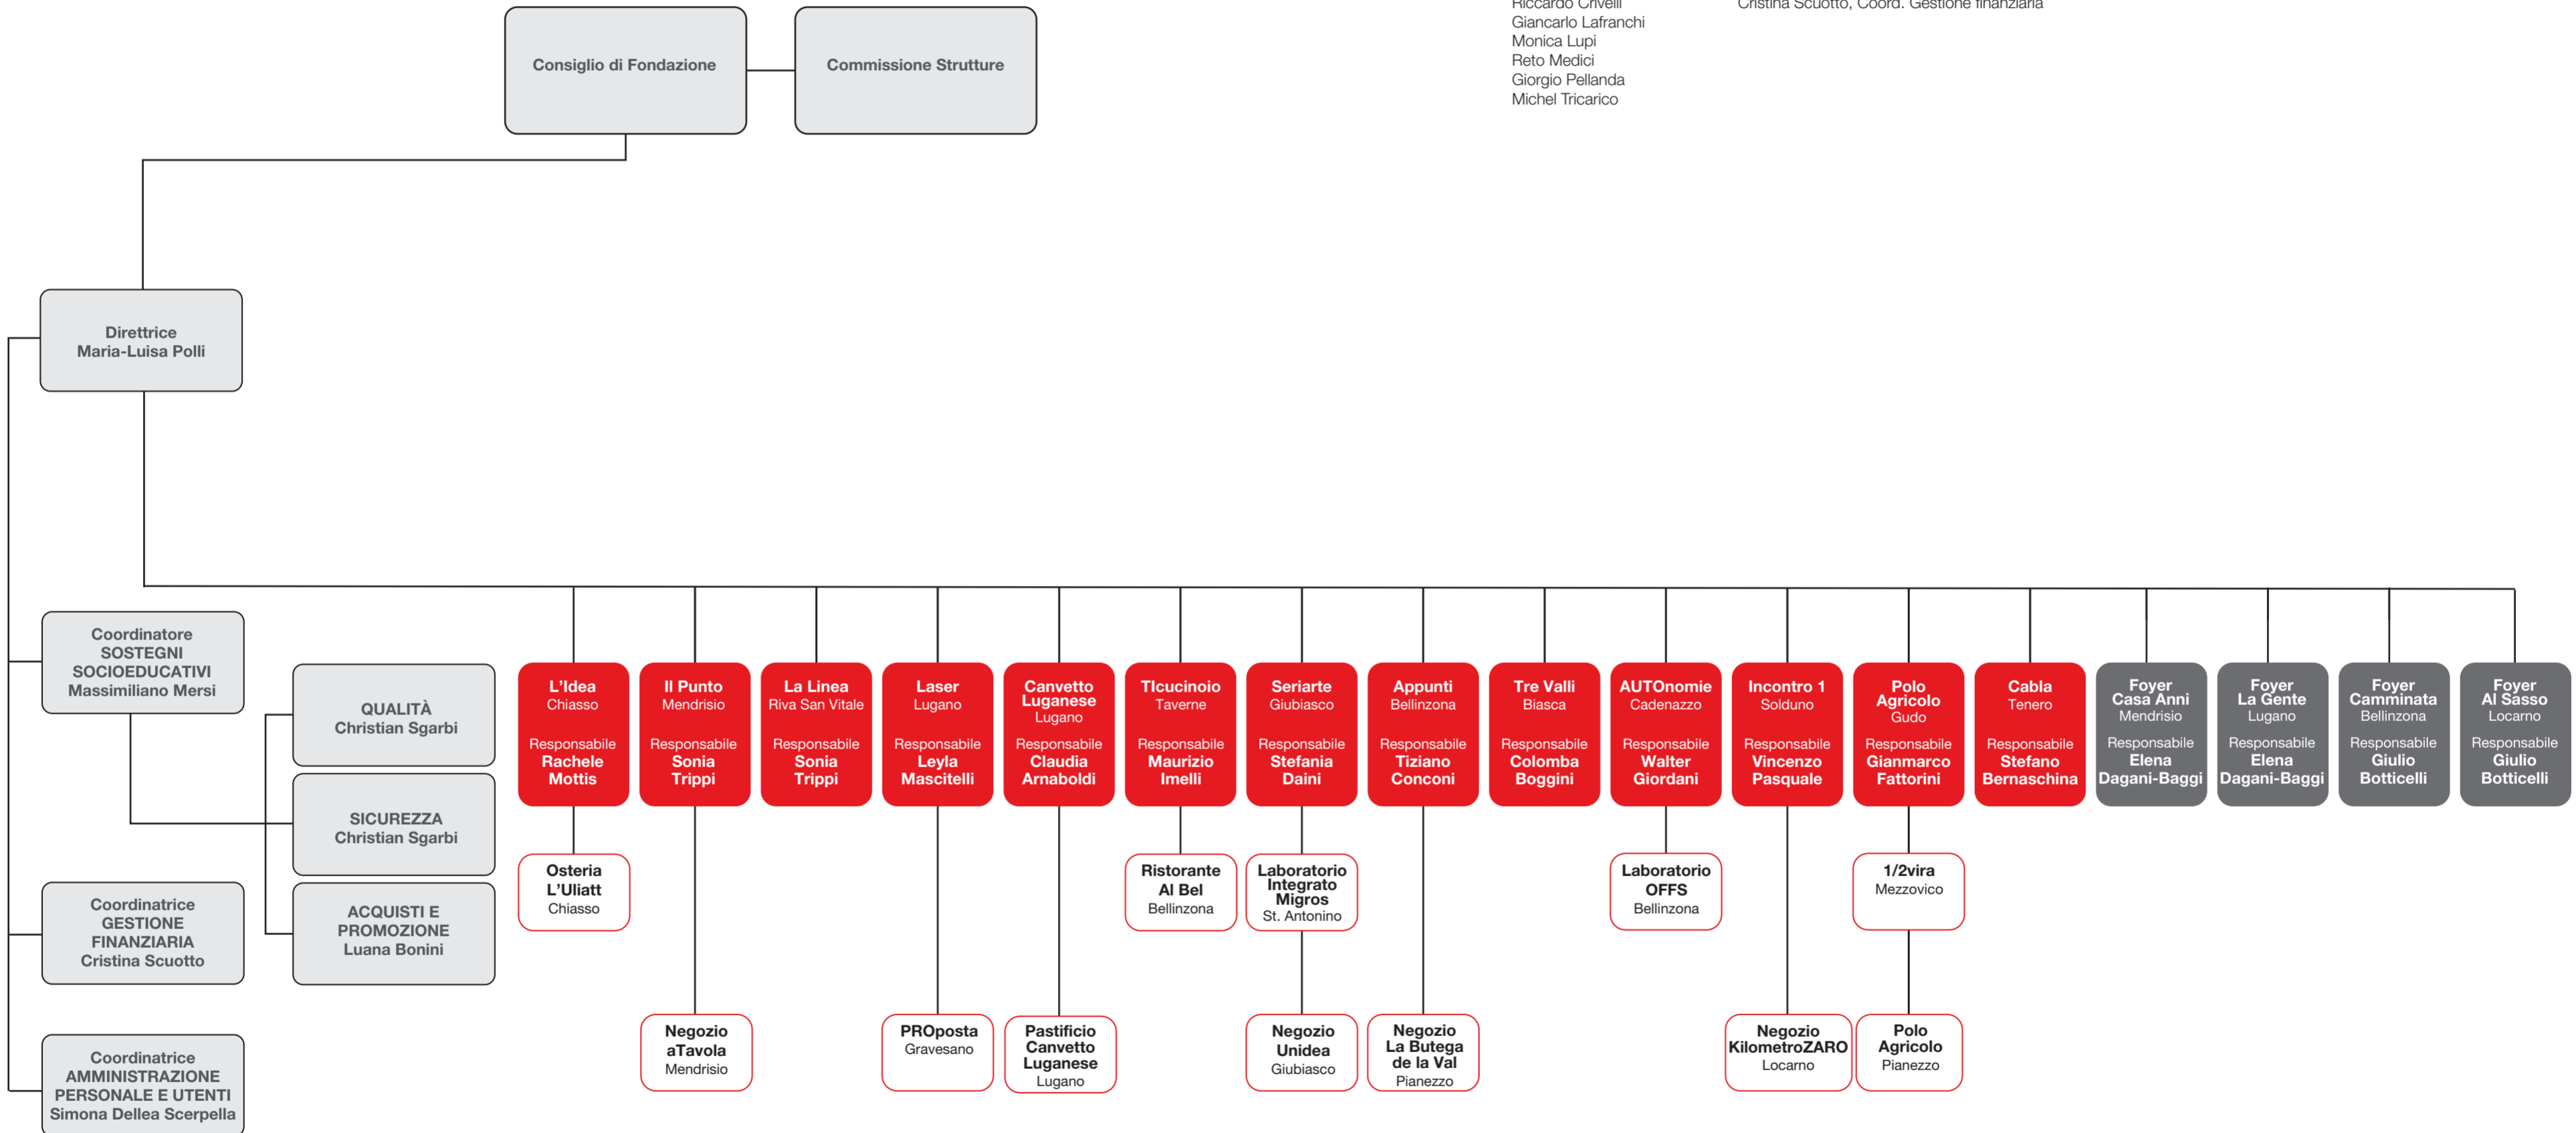 Riccardo Crivelli
Giancarlo Lafranchi
Monica Lupi
Reto Medici
Giorgio Pellanda
Michel Tricarico
Cristina Scuotto, Coord. Gestione finanziaria
Consiglio di Fondazione
Commissione Strutture
Direttrice
Maria-Luisa Polli
Coordinatore
SOSTEGNI
SOCIOEDUCATIVI
Massimiliano Mersi
QUALITÀ
Christian Sgarbi
SICUREZZA
Christian Sgarbi
ACQUISTI E
PROMOZIONE
Luana Bonini
Coordinatrice
GESTIONE
FINANZIARIA
Cristina Scuotto
Coordinatrice
AMMINISTRAZIONE
PERSONALE E UTENTI
Simona Dellea Scerpella
L'Idea
Chiasso
Responsabile
Rachele
Mottis
Il Punto
Mendrisio
Responsabile
Sonia
Trippi
La Linea
Riva San Vitale
Responsabile
Sonia
Trippi
Laser
Lugano
Responsabile
Leyla
Mascitelli
Canvetto
Luganese
Lugano
Responsabile
Claudia
Arnaboldi
TIcucinoio
Taverne
Responsabile
Maurizio
Imelli
Seriarte
Giubiasco
Responsabile
Stefania
Daini
Appunti
Bellinzona
Responsabile
Tiziano
Conconi
Tre Valli
Biasca
Responsabile
Colomba
Boggini
AUTOnomie
Cadenazzo
Responsabile
Walter
Giordani
Incontro 1
Solduno
Responsabile
Vincenzo
Pasquale
Polo
Agricolo
Gudo
Responsabile
Gianmarco
Fattorini
Cabla
Tenero
Responsabile
Stefano
Bernaschina
Foyer
Casa Anni
Mendrisio
Responsabile
Elena
Dagani-Baggi
Foyer
La Gente
Lugano
Responsabile
Elena
Dagani-Baggi
Foyer
Camminata
Bellinzona
Responsabile
Giulio
Botticelli
Foyer
Al Sasso
Locarno
Responsabile
Giulio
Botticelli
Osteria
L'Uliatt
Chiasso
Ristorante
Al Bel
Bellinzona
Laboratorio
Integrato
Migros
St. Antonino
Laboratorio
OFFS
Bellinzona
1/2vira
Mezzovico
Negozio
aTavola
Mendrisio
PROposta
Gravesano
Pastificio
Canvetto
Luganese
Lugano
Negozio
Unidea
Giubiasco
Negozio
La Butega
de la Val
Pianezzo
Negozio
KilometroZARO
Locarno
Polo
Agricolo
Pianezzo